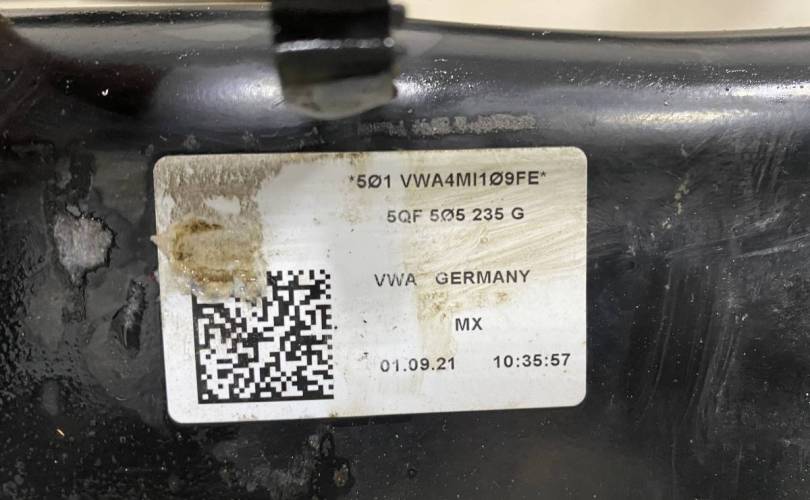 *5Ø1 VWA4MI1Ø9FE*
5QF 5Ø5 235 G
VWA GERMANY
MX
01.09.21 10:35:57